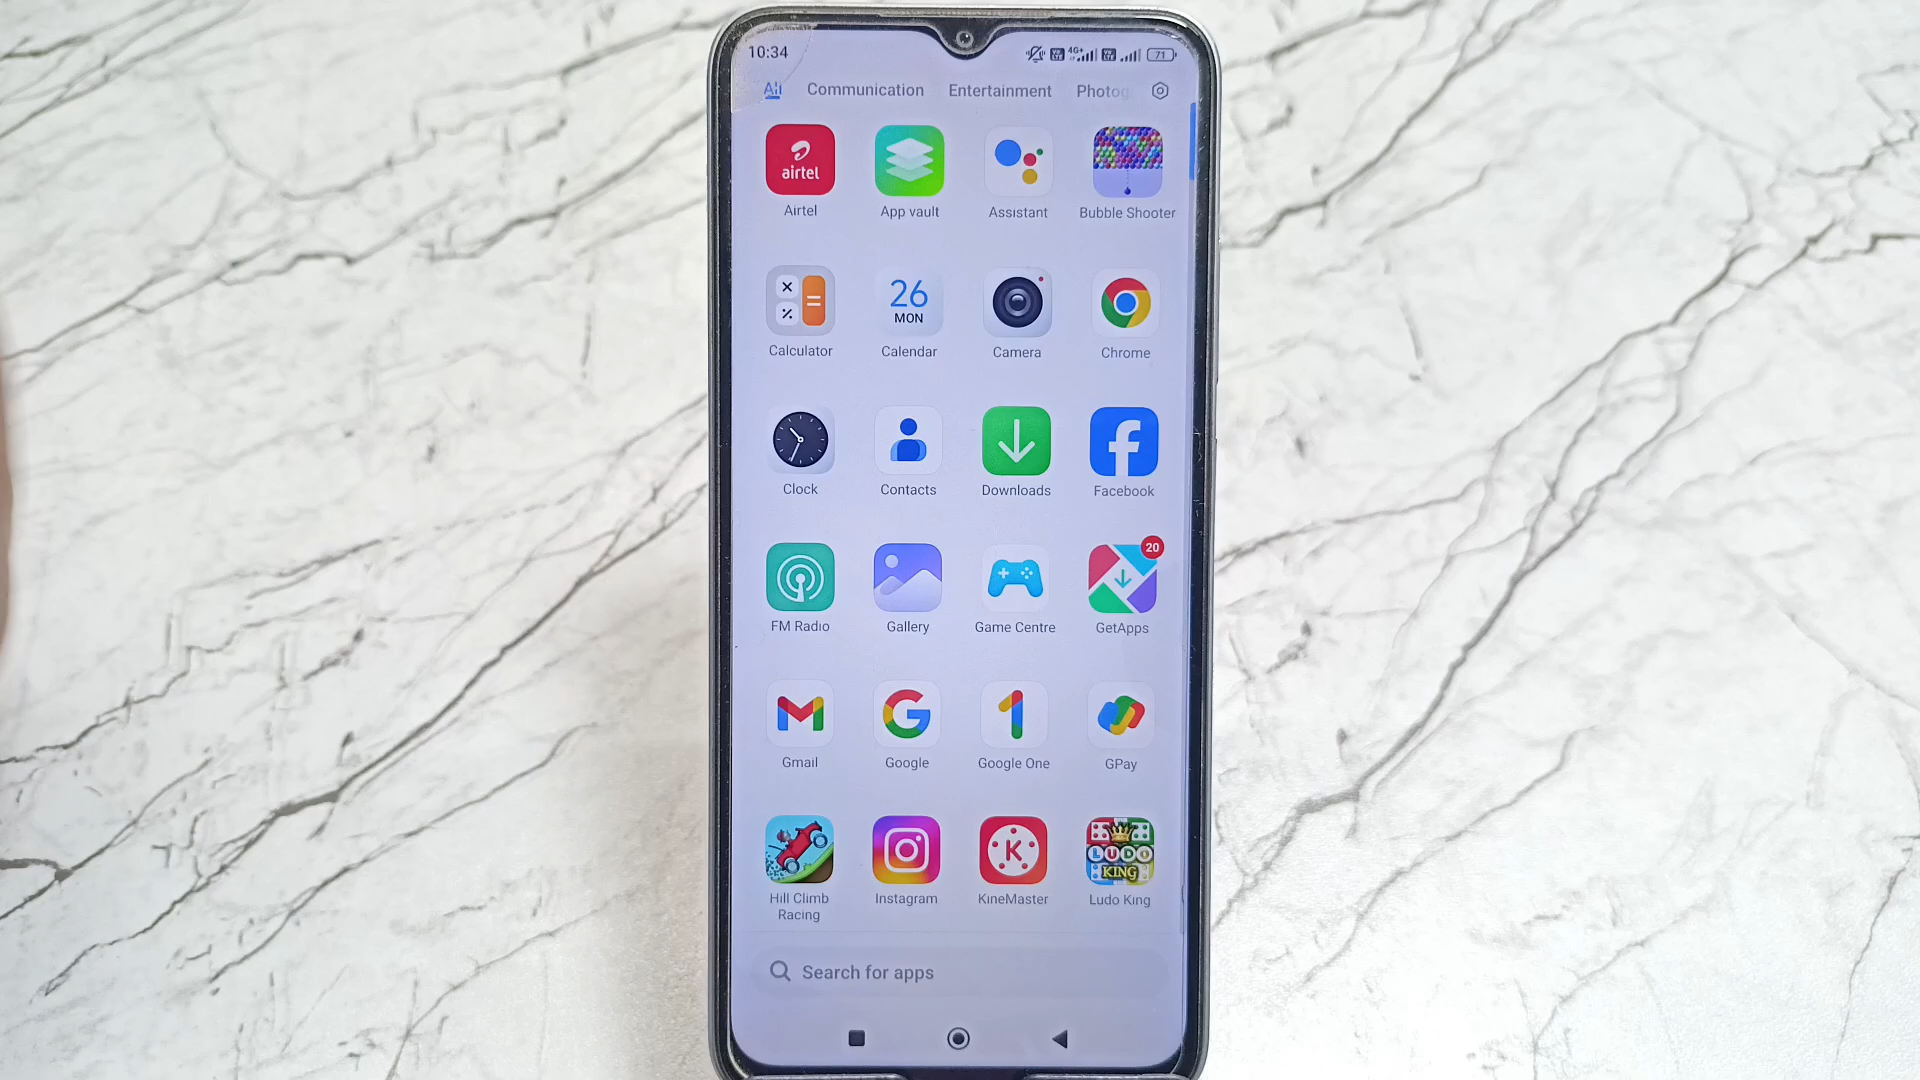 10:34
4G+
71
All Communication Entertainment Photog
airtel
Airtel App vault Assistant Bubble Shooter
26
MON
Calculator Calendar Camera Chrome
Clock Contacts Downloads Facebook
20
FM Radio Gallery Game Centre GetApps
Gmail Google Google One GPay
K
LUDO
KING
Hill Climb
Racing
Instagram KineMaster Ludo King
Search for apps